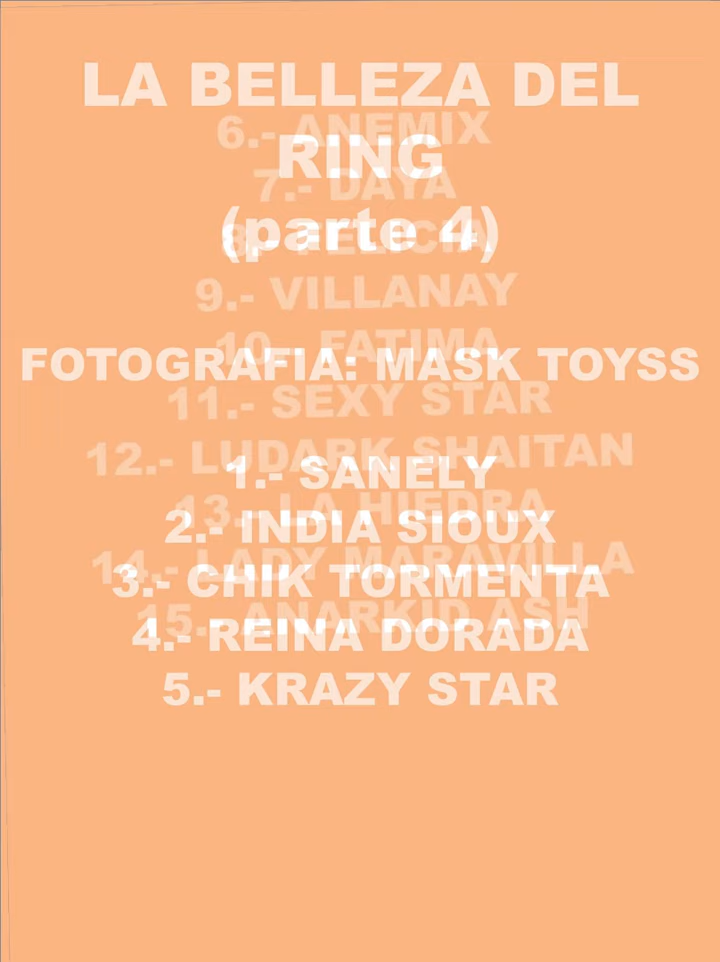 LA BELLEZA DEL
RING
(parte 4)
FOTOGRAFIA: MASK TOYSS
1.- SANELY
2.- INDIA SIOUX
3.- CHIK TORMENTA
4.- REINA DORADA
5.- KRAZY STAR
6.- ANEMIX
7.- DAYA
8.- FELICIA
9.- VILLANAY
10.- FATIMA
11.- SEXY STAR
12.- LUDARK SHAITAN
13.- LA HIEDRA
14.- LADY MARAVILLA
15.- ANARKID ASH